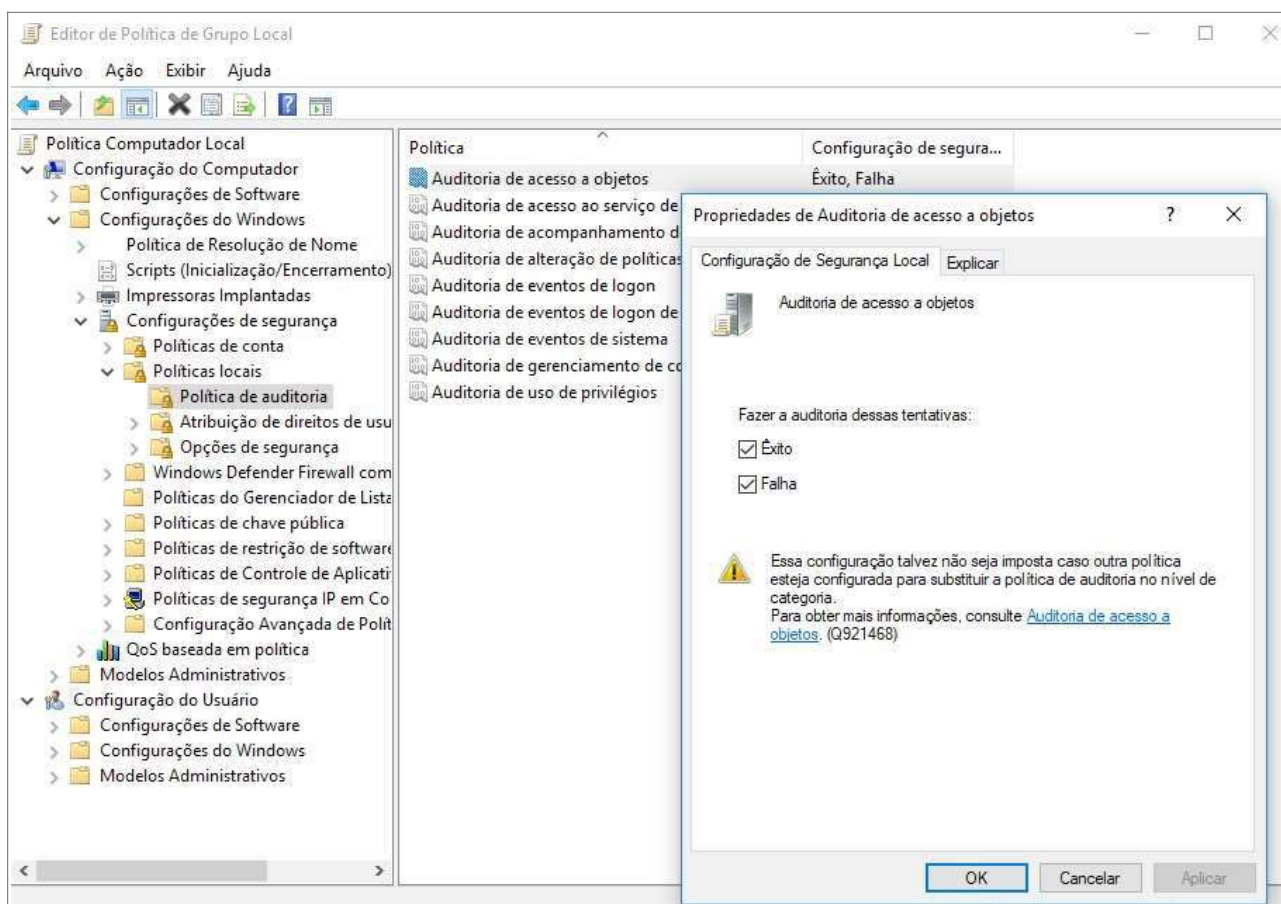 Editor de Política de Grupo Local
Arquivo Ação Exibir Ajuda
Política Computador Local
Configuração do Computador
Configurações de Software
Configurações do Windows
Política de Resolução de Nome
Scripts (Inicialização/Encerramento)
Impressoras Implantadas
Configurações de segurança
Políticas de conta
Políticas locais
Política de auditoria
Atribuição de direitos de usu
Opções de segurança
Windows Defender Firewall com
Políticas do Gerenciador de Lista
Políticas de chave pública
Políticas de restrição de software
Políticas de Controle de Aplicati
Políticas de segurança IP em Co
Configuração Avançada de Polít
QoS baseada em política
Modelos Administrativos
Configuração do Usuário
Configurações de Software
Configurações do Windows
Modelos Administrativos
Política Configuração de segura...
Auditoria de acesso a objetos Êxito, Falha
Auditoria de acesso ao serviço de
Auditoria de acompanhamento d
Auditoria de alteração de políticas
Auditoria de eventos de logon
Auditoria de eventos de logon de
Auditoria de eventos de sistema
Auditoria de gerenciamento de co
Auditoria de uso de privilégios
Propriedades de Auditoria de acesso a objetos ?
Configuração de Segurança Local Explicar
Auditoria de acesso a objetos
Fazer a auditoria dessas tentativas:
Êxito
Falha
Essa configuração talvez não seja imposta caso outra política
esteja configurada para substituir a política de auditoria no nível de
categoria.
Para obter mais informações, consulte Auditoria de acesso a
objetos. (Q921468)
OK Cancelar Aplicar